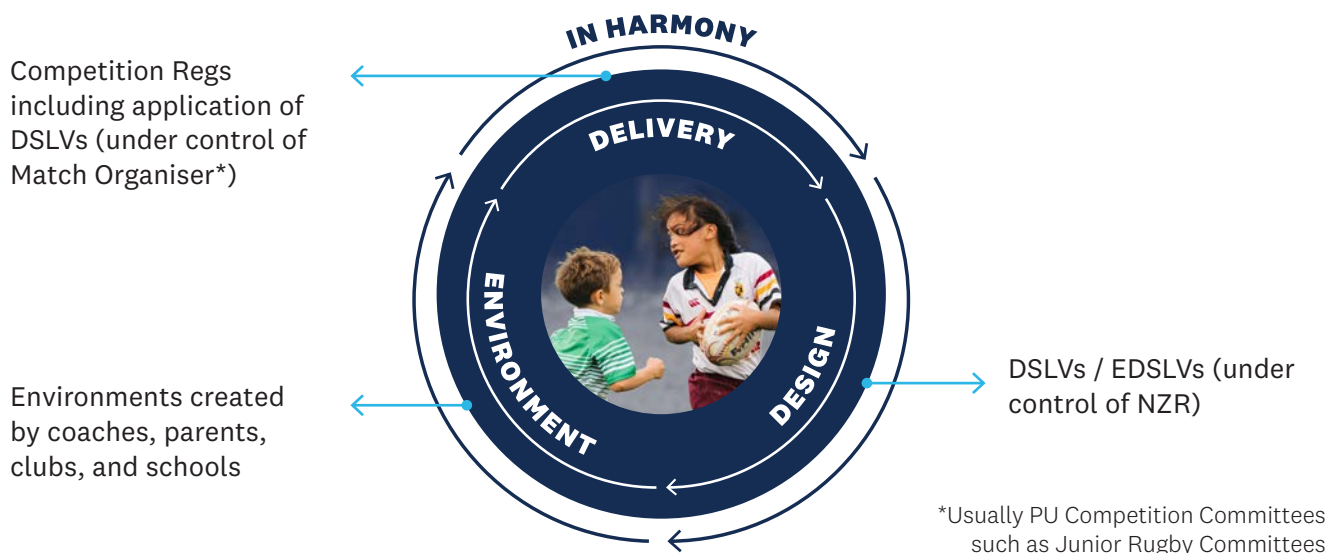 IN HARMONY
Competition Regs
including application of
DSLVs (under control of
Match Organiser*)
DELIVERY
ENVIRONMENT
DESIGN
DSLVs / EDSLVs (under
control of NZR)
Environments created
by coaches, parents,
clubs, and schools
*Usually PU Competition Committees
such as Junior Rugby Committees